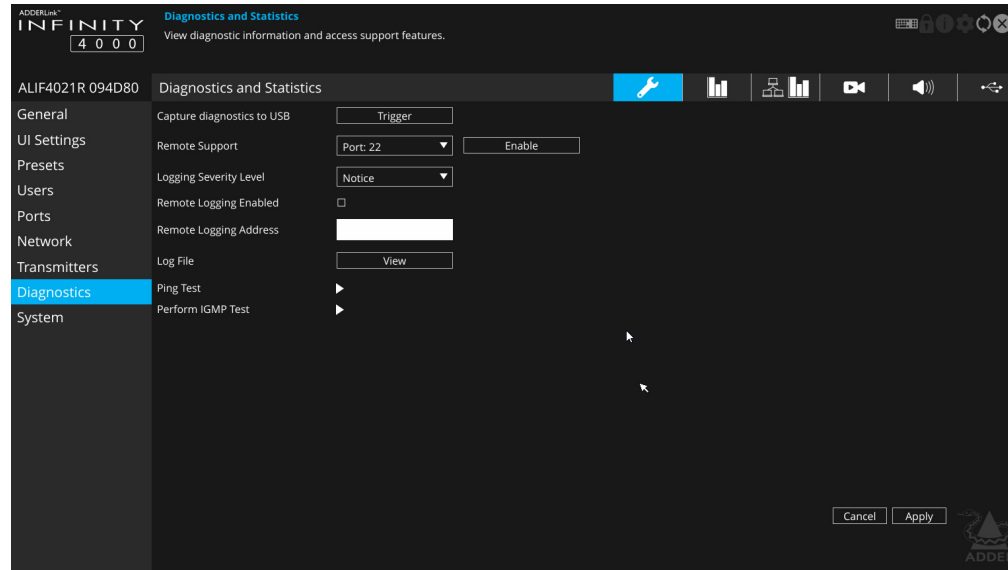 ADDERLink™
INFINITY
4000
Diagnostics and Statistics
View diagnostic information and access support features.
ALIF4021R 094D80
Diagnostics and Statistics
General
UI Settings
Presets
Users
Ports
Network
Transmitters
Diagnostics
System
Capture diagnostics to USB
Trigger
Remote Support
Port: 22
Enable
Logging Severity Level
Notice
Remote Logging Enabled
Remote Logging Address
Log File
View
Ping Test
Perform IGMP Test
Cancel
Apply
ADDER